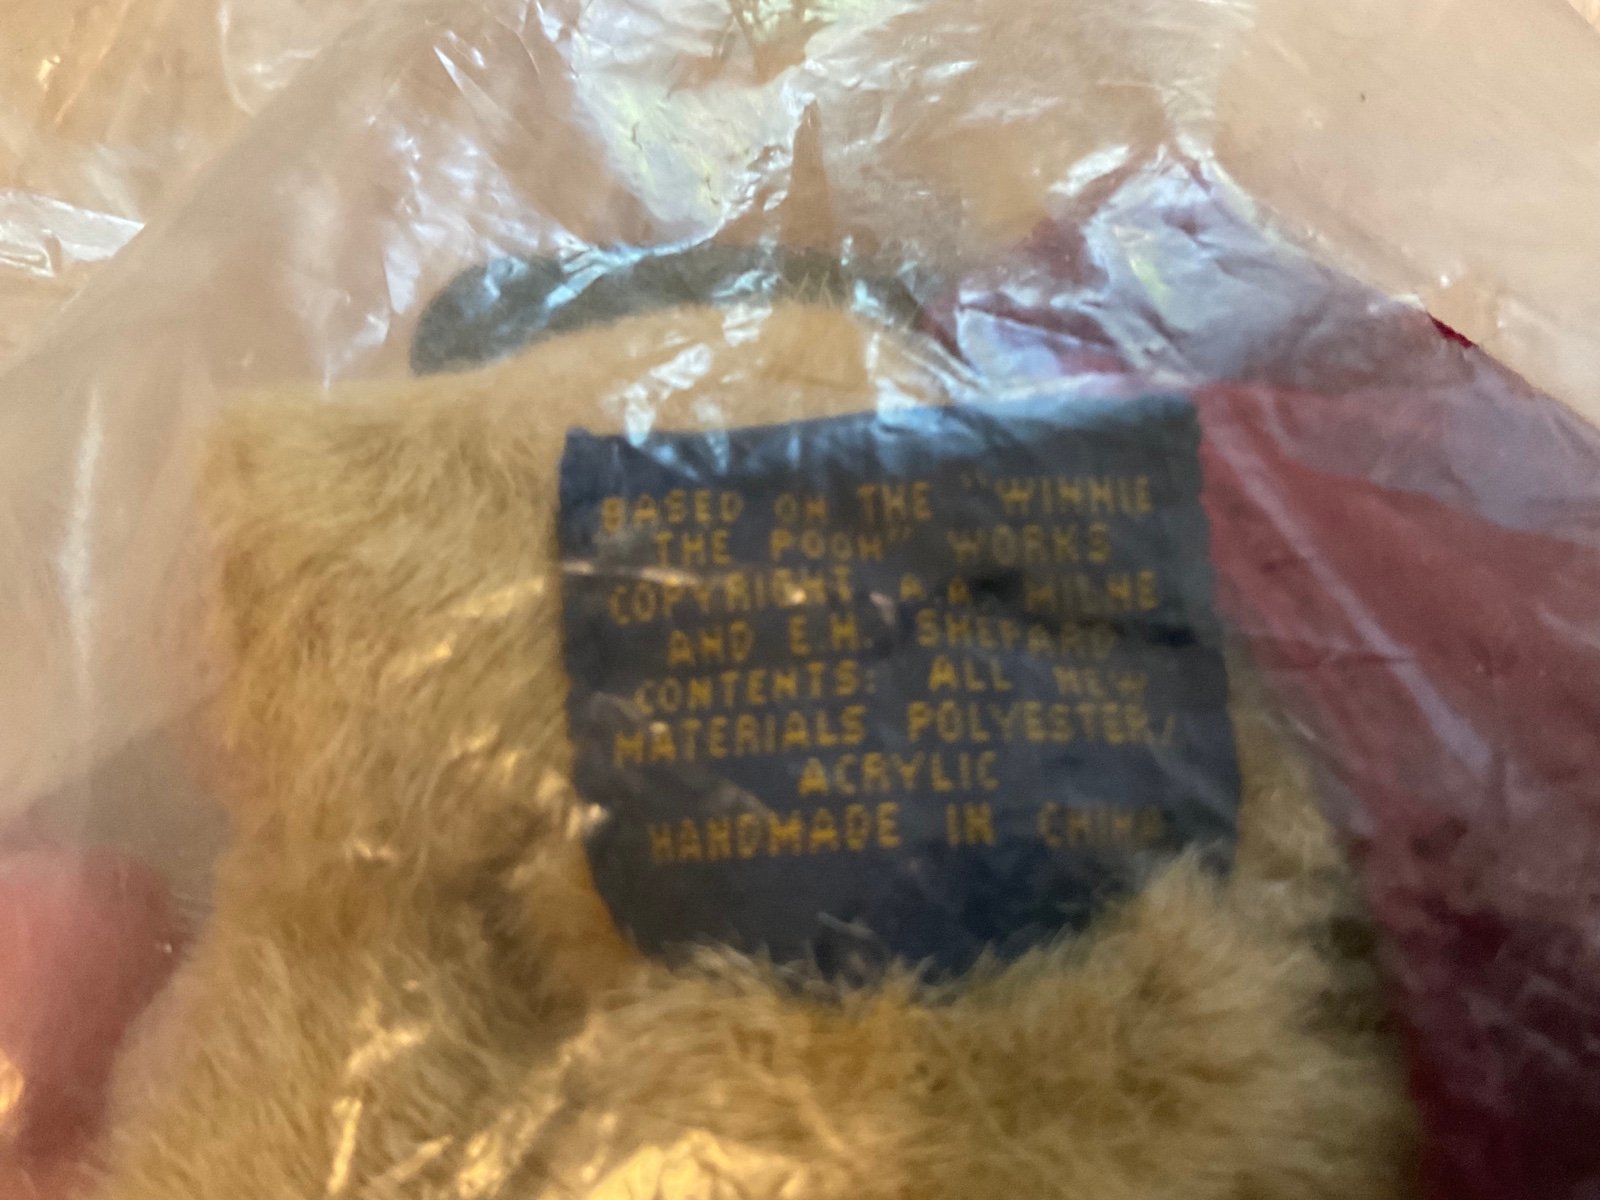 BASED ON THE "WINNIE
THE POOH" WORKS
COPYRIGHT A.A. MILNE
AND E.H. SHEPARD
CONTENTS: ALL NEW
MATERIALS POLYESTER/
ACRYLIC
HANDMADE IN CHINA